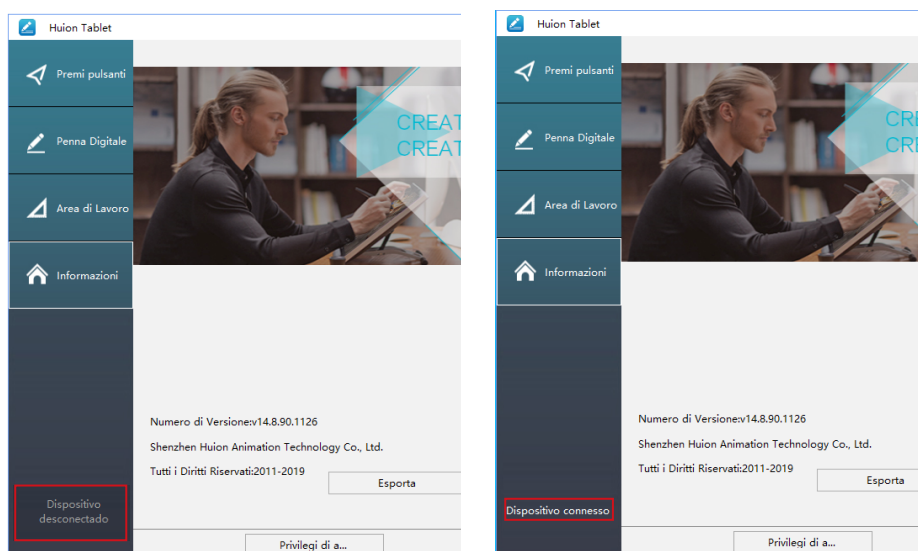 Huion Tablet
Premi pulsanti
Penna Digitale
Area di Lavoro
Informazioni
CREAT
CREAT
Numero di Versione:v14.8.90.1126
Shenzhen Huion Animation Technology Co., Ltd.
Tutti i Diritti Riservati:2011-2019
Esporta
Dispositivo
desconectado
Privilegi di a...
Huion Tablet
Premi pulsanti
Penna Digitale
Area di Lavoro
Informazioni
CRE
CRE
Numero di Versione:v14.8.90.1126
Shenzhen Huion Animation Technology Co., Ltd.
Tutti i Diritti Riservati:2011-2019
Esporta
Dispositivo connesso
Privilegi di a...